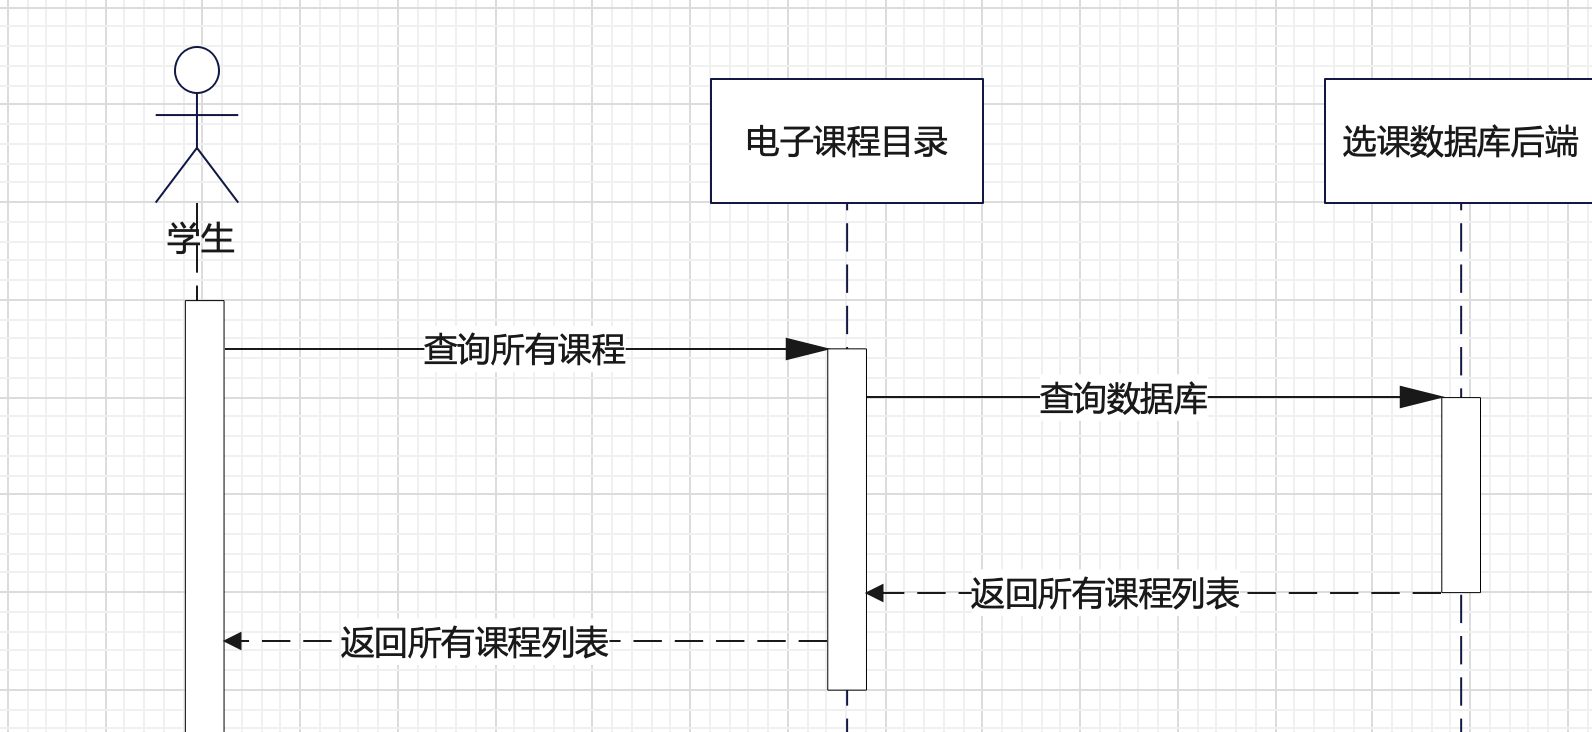 学生
电子课程目录
选课数据库后端
查询所有课程
查询数据库
返回所有课程列表
返回所有课程列表